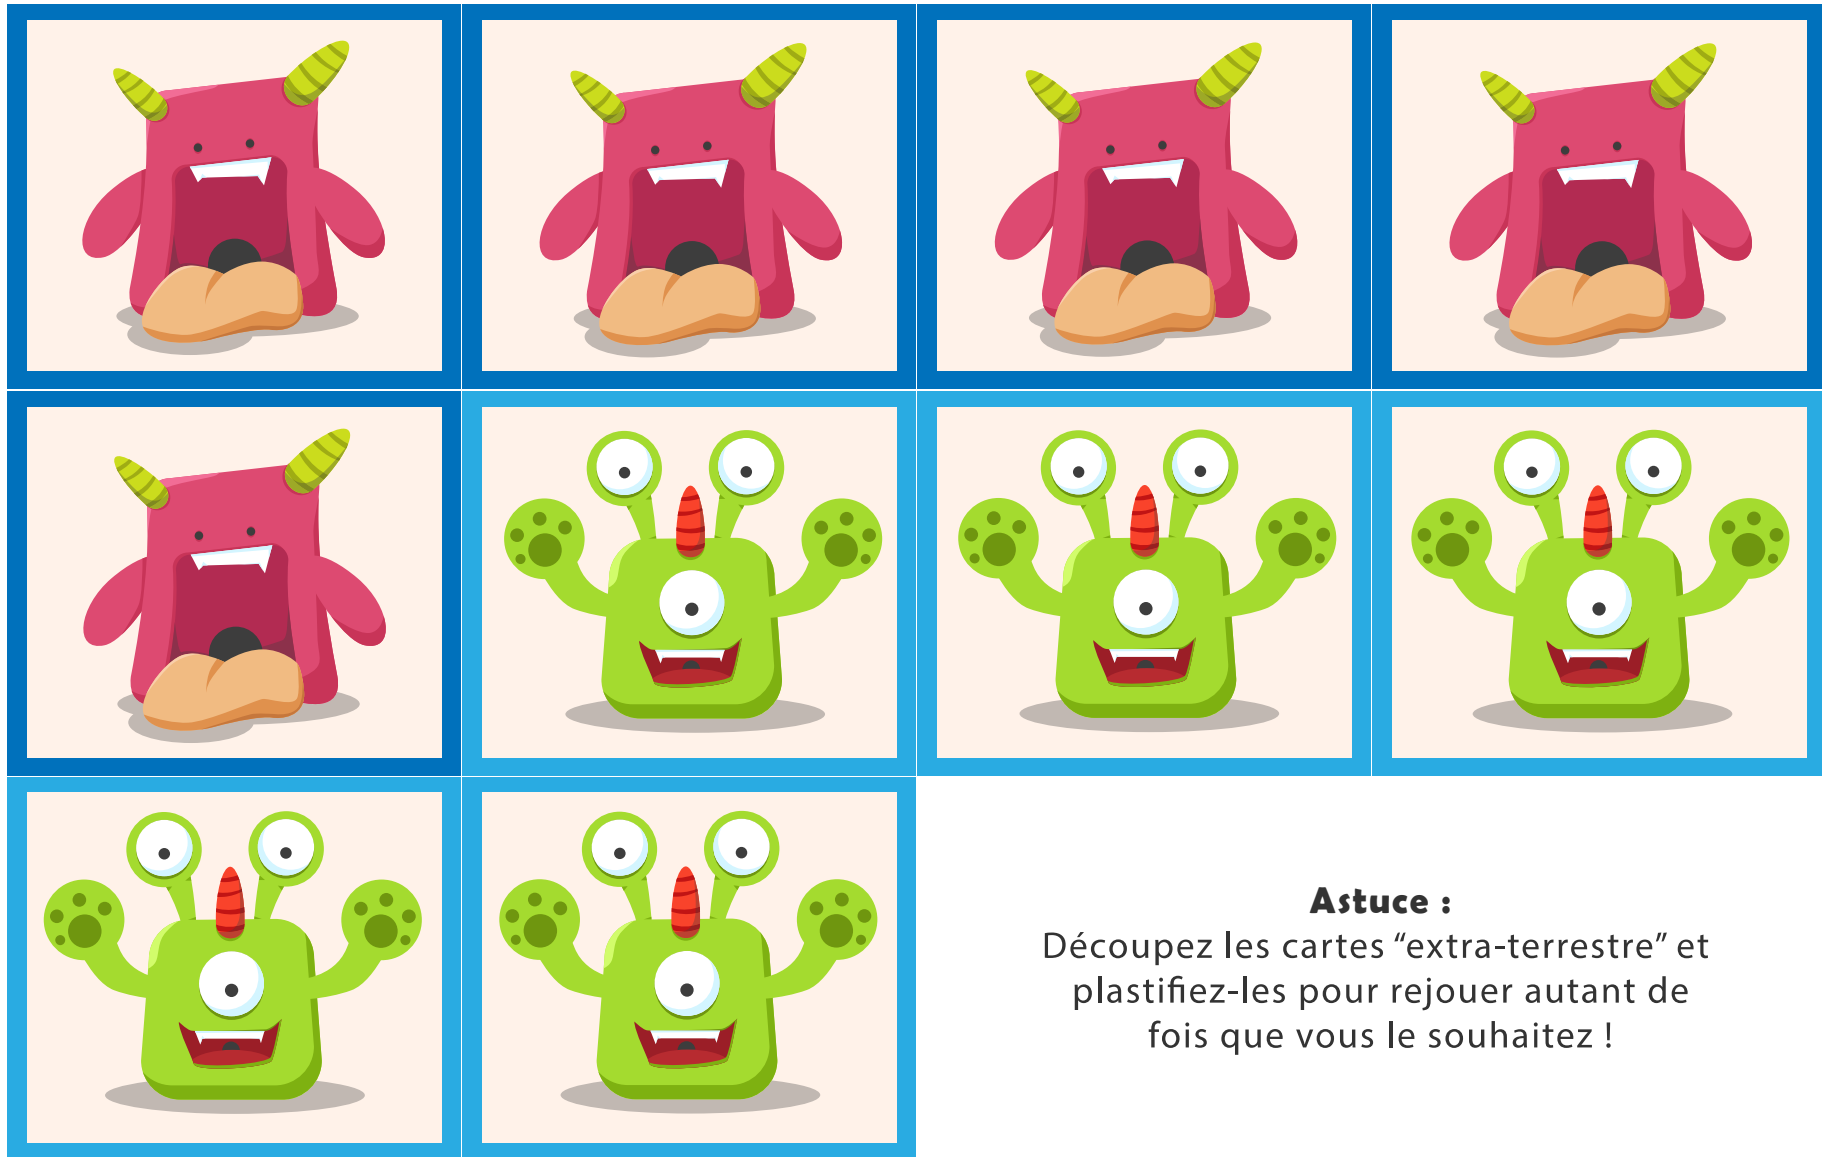 Astuce :
Découpez les cartes “extra-terrestre” et
plastifiez-les pour rejouer autant de
fois que vous le souhaitez !